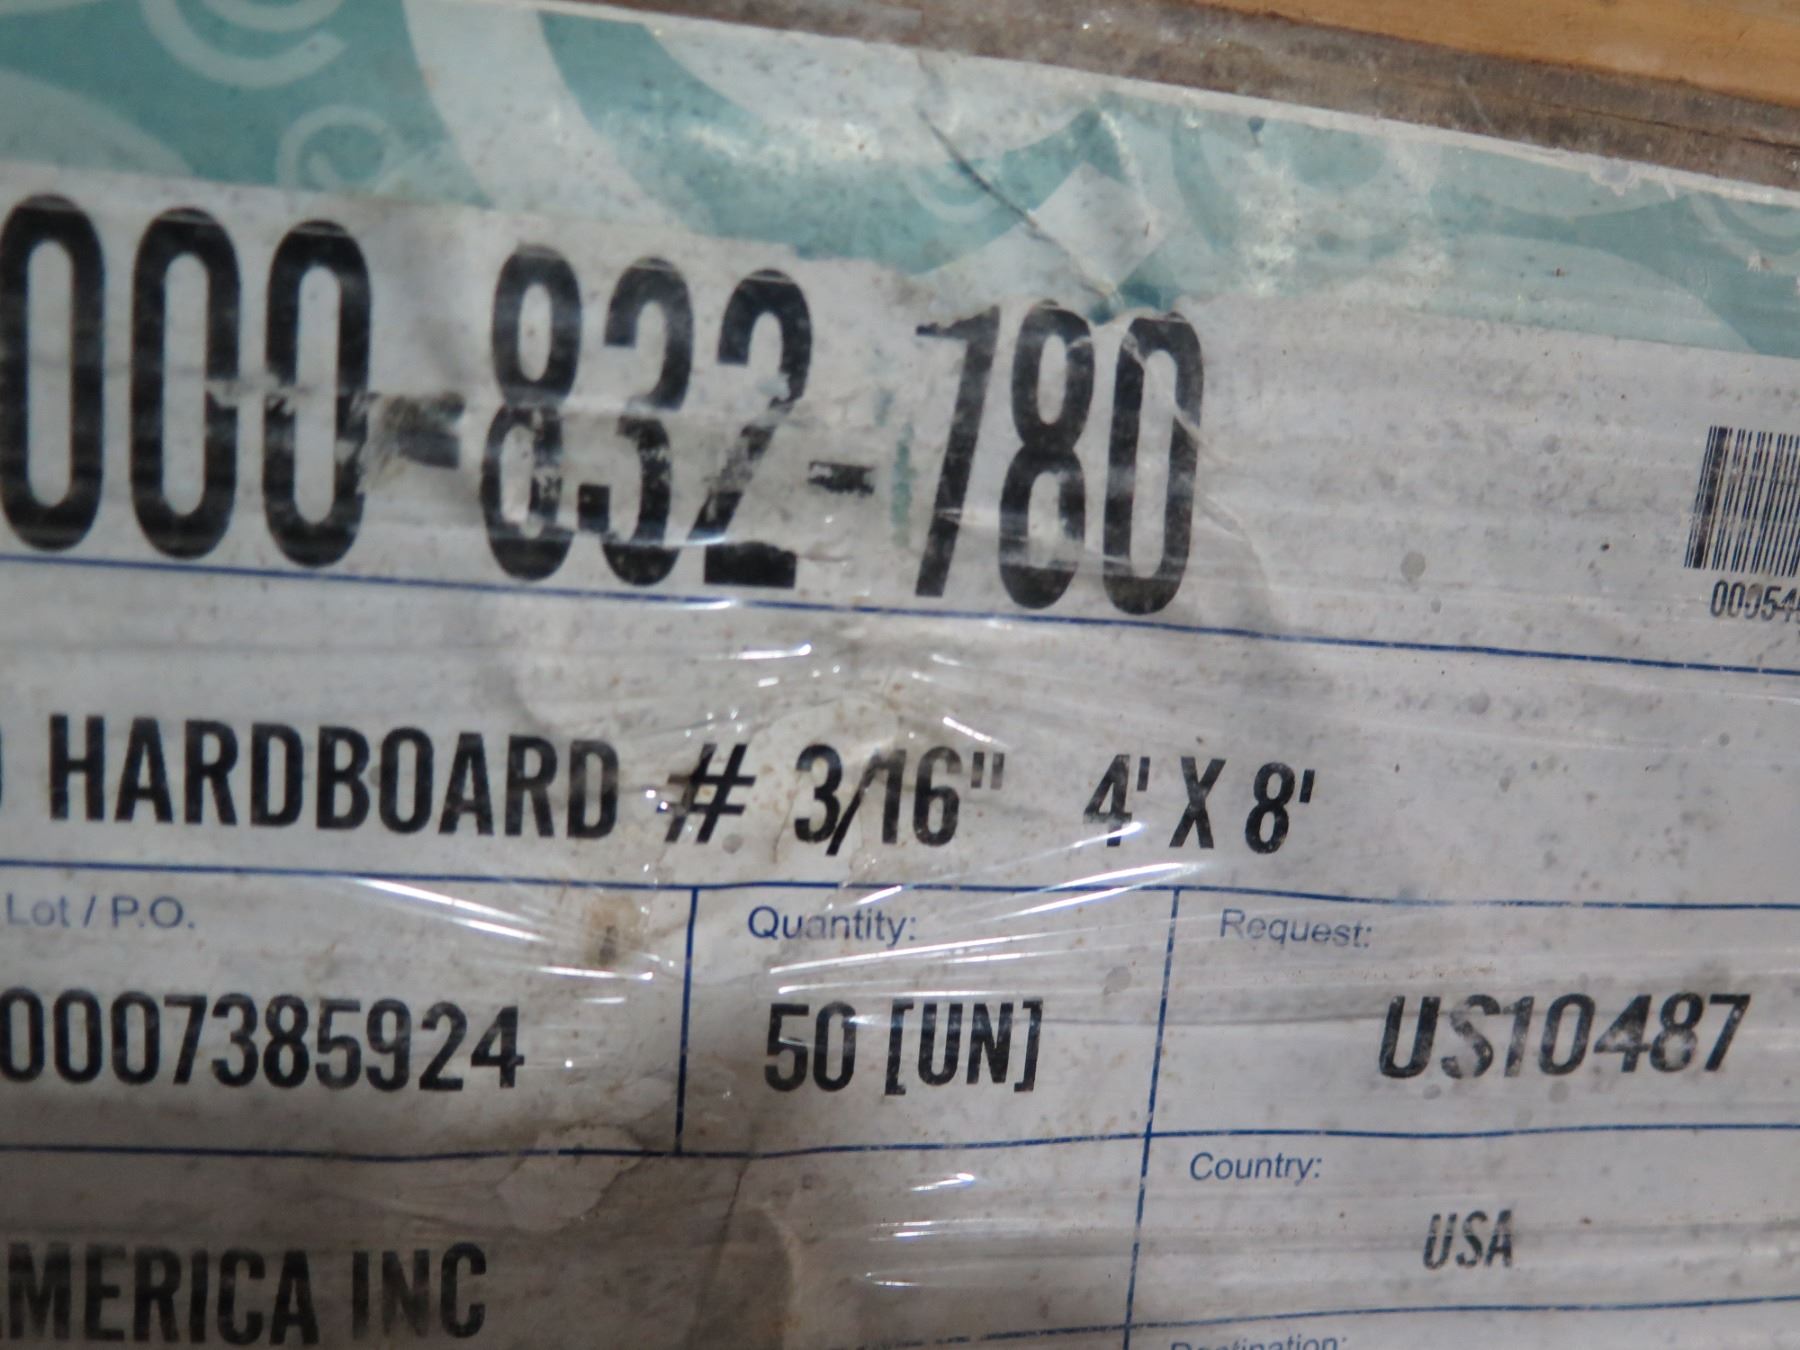 000-832-780
HARDBOARD # 3/16" 4' X 8'
Lot / P.O.
Quantity:
Request:
0007385924
50 [UN]
US10487
Country:
USA
MERICA INC